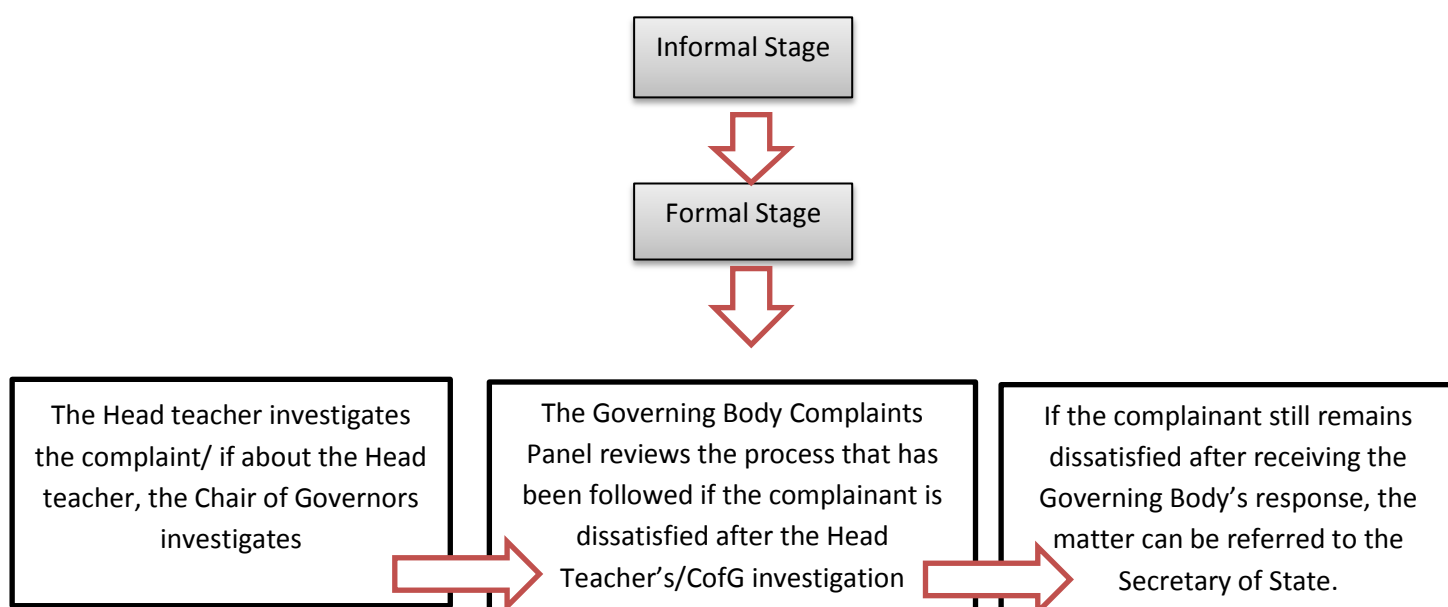 Informal Stage
Formal Stage
The Head teacher investigates
the complaint/ if about the Head
teacher, the Chair of Governors
investigates
The Governing Body Complaints
Panel reviews the process that has
been followed if the complainant is
dissatisfied after the Head
Teacher’s/CofG investigation
If the complainant still remains
dissatisfied after receiving the
Governing Body’s response, the
matter can be referred to the
Secretary of State.